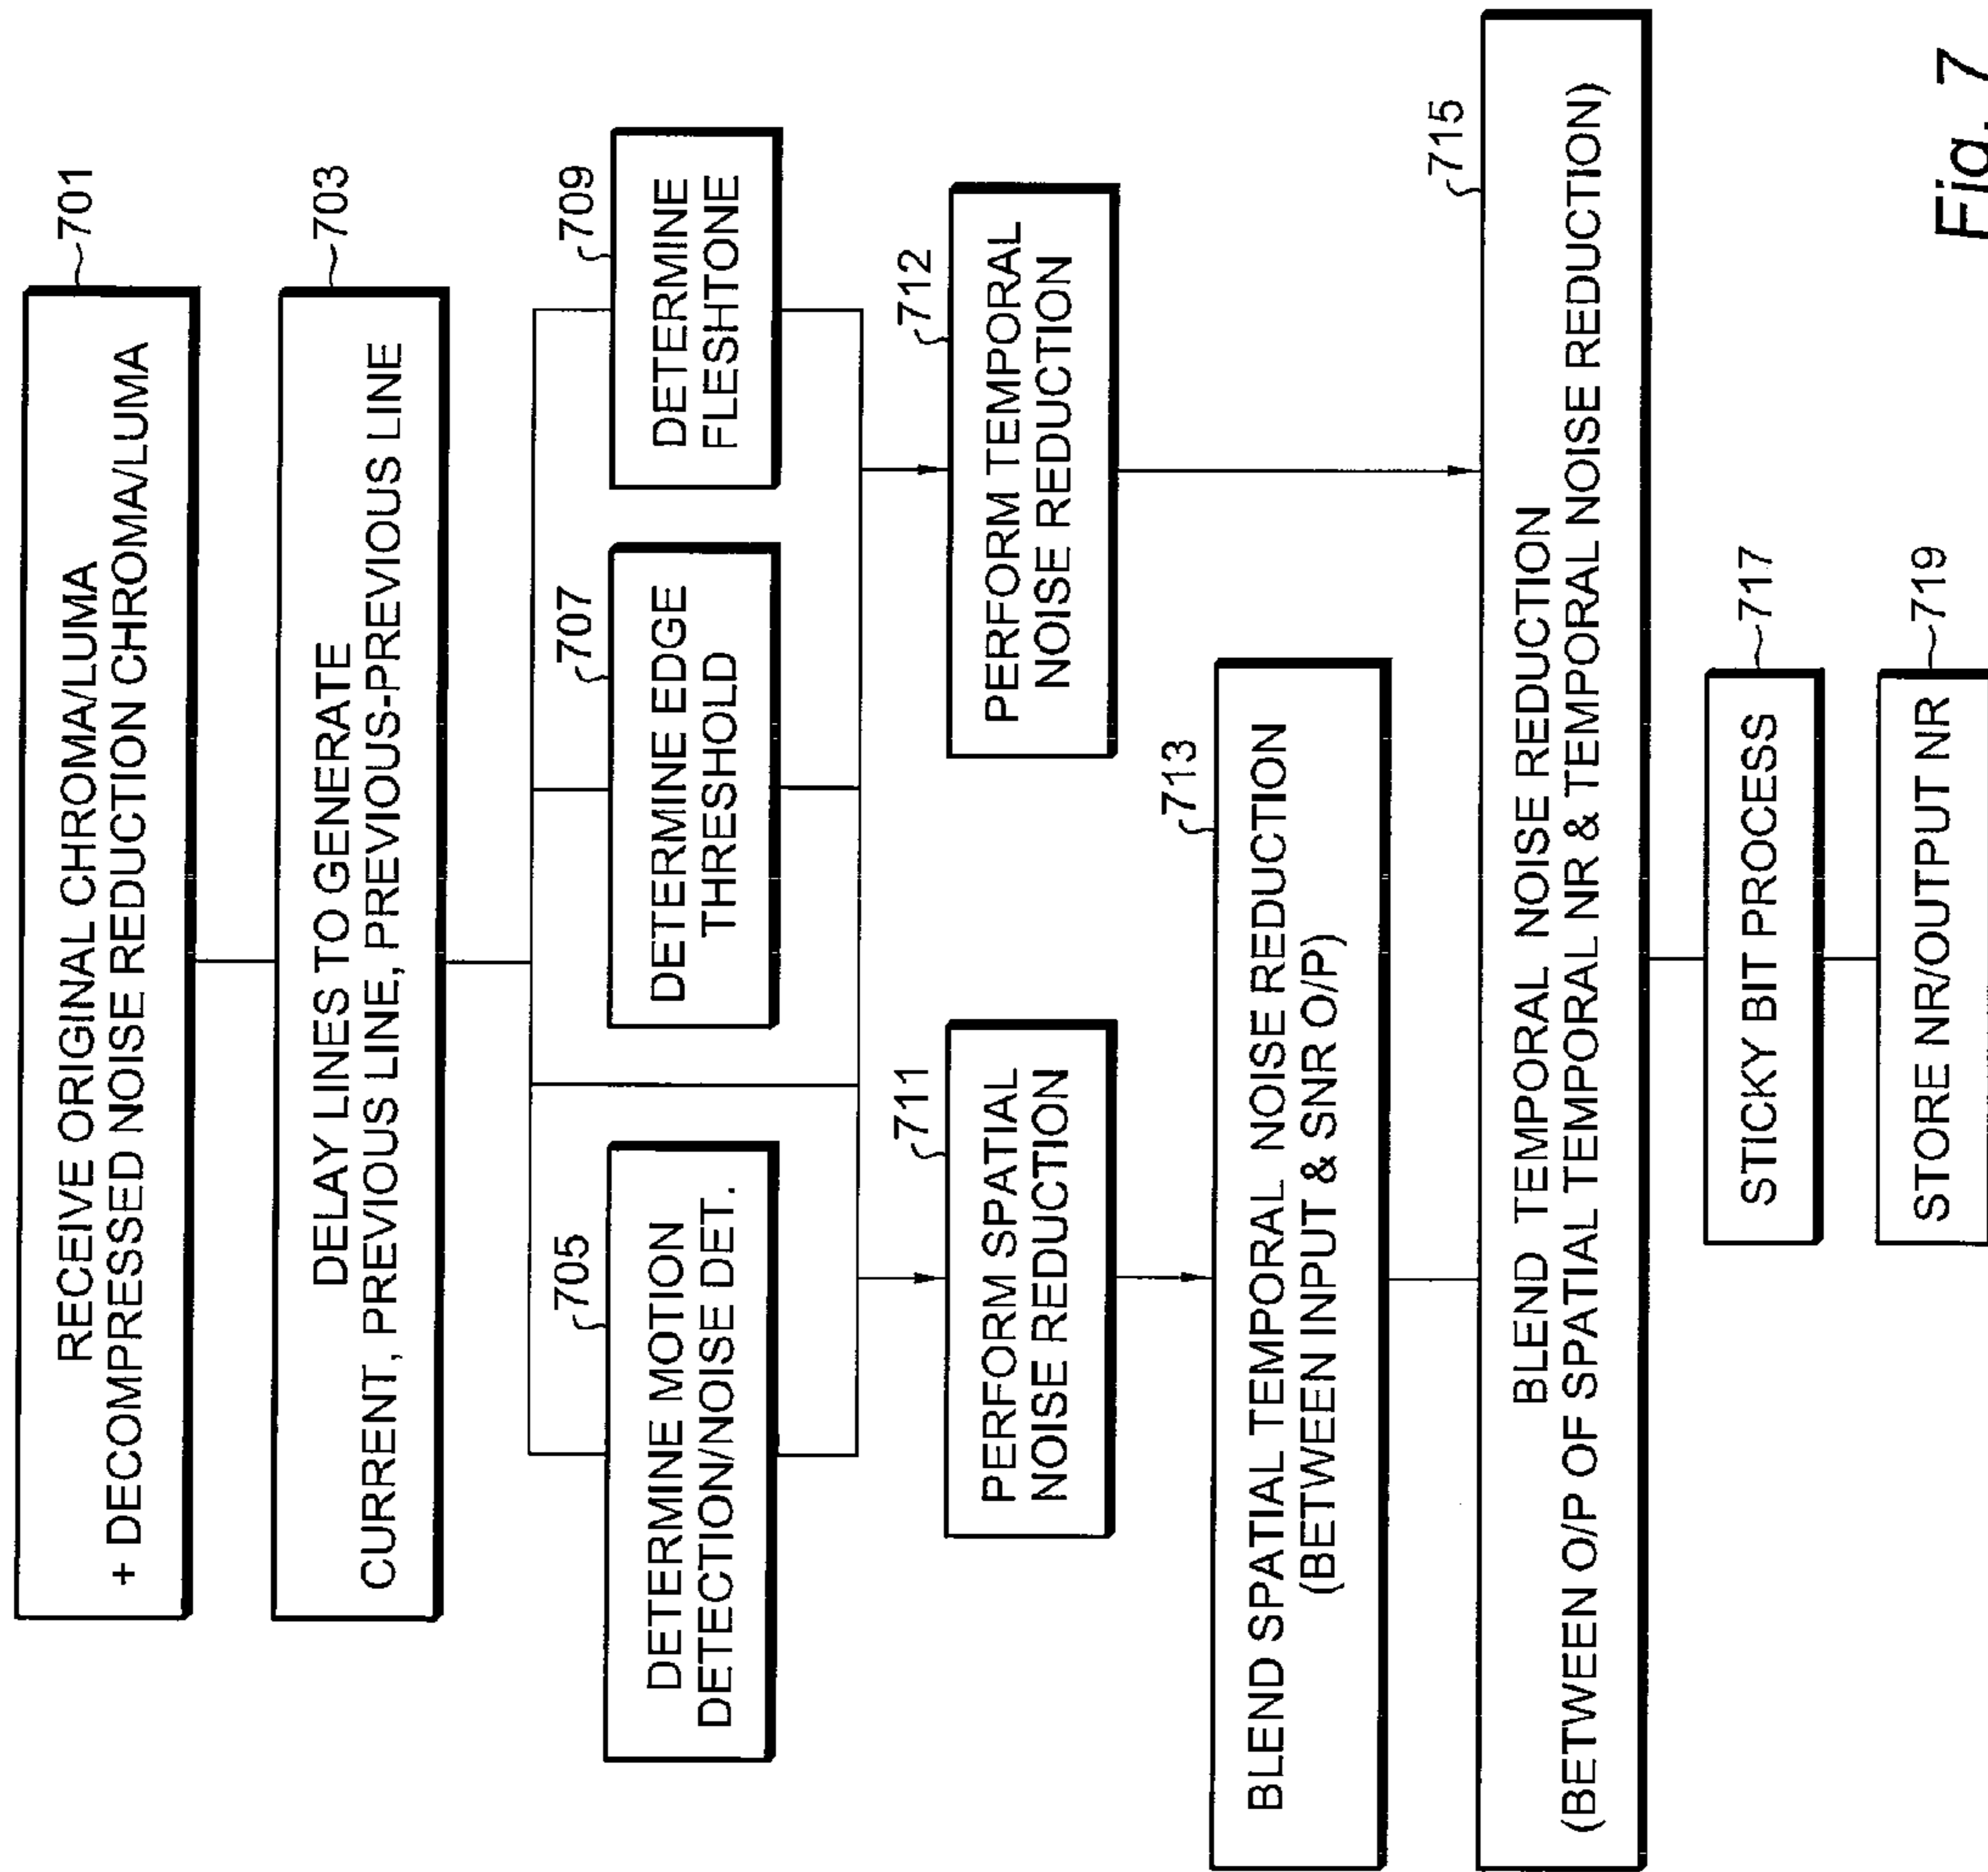 RECEIVE ORIGINAL CHROMA/LUMA
+ DECOMPRESSED NOISE REDUCTION CHROMA/LUMA
701
DELAY LINES TO GENERATE
CURRENT, PREVIOUS LINE, PREVIOUS-PREVIOUS LINE
703
705
DETERMINE MOTION
DETECTION/NOISE DET.
707
DETERMINE EDGE
THRESHOLD
709
DETERMINE
FLESHTONE
711
PERFORM SPATIAL
NOISE REDUCTION
712
PERFORM TEMPORAL
NOISE REDUCTION
713
BLEND SPATIAL TEMPORAL NOISE REDUCTION
(BETWEEN INPUT & SNR O/P)
715
BLEND TEMPORAL NOISE REDUCTION
(BETWEEN O/P OF SPATIAL TEMPORAL NR & TEMPORAL NOISE REDUCTION)
STICKY BIT PROCESS
717
STORE NR/OUTPUT NR
719
Fig. 7